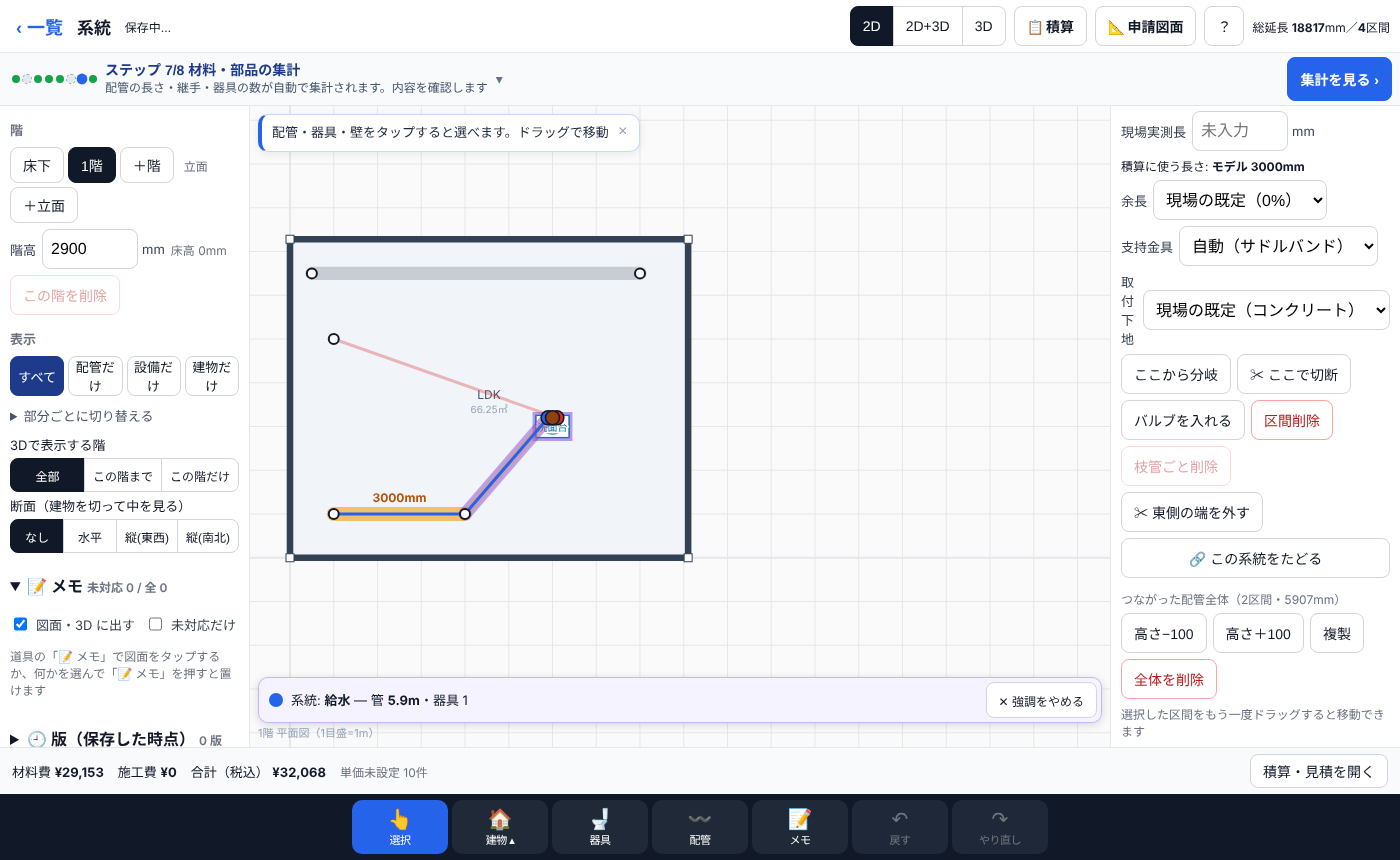 ‹ 一覧 系統 保存中...
2D 2D+3D 3D 📋 積算 📐 申請図面 ? 総延長 18817mm／4区間
ステップ 7/8 材料・部品の集計
配管の長さ・継手・器具の数が自動で集計されます。内容を確認します ▼
集計を見る ›
階
床下 1階 ＋階 立面
＋立面
階高 2900 mm 床高 0mm
この階を削除
表示
すべて 配管だけ 設備だけ 建物だけ
▶ 部分ごとに切り替える
3Dで表示する階
全部 この階まで この階だけ
断面（建物を切って中を見る）
なし 水平 縦(東西) 縦(南北)
▼ 📝 メモ 未対応 0 / 全 0
図面・3D に出す 未対応だけ
道具の「📝 メモ」で図面をタップする
か、何かを選んで「📝 メモ」を押すと置
けます
▶ 🕘 版（保存した時点） 0 版
配管・器具・壁をタップすると選べます。ドラッグで移動 ×
LDK
66.25㎡
洗面台
3000mm
系統: 給水 — 管 5.9m・器具 1
✕ 強調をやめる
1階 平面図（1目盛=1m）
現場実測長 未入力 mm
積算に使う長さ: モデル 3000mm
余長 現場の既定（0%）
支持金具 自動（サドルバンド）
取付下地 現場の既定（コンクリート）
ここから分岐 ✂ ここで切断
バルブを入れる 区間削除
枝管ごと削除
✂ 東側の端を外す
🔗 この系統をたどる
つながった配管全体（2区間・5907mm）
高さ−100 高さ＋100 複製
全体を削除
選択した区間をもう一度ドラッグすると移動でき
ます
材料費 ¥29,153 施工費 ¥0 合計（税込） ¥32,068 単価未設定 10件
積算・見積を開く
選択 建物▲ 器具 配管 メモ 戻す やり直し